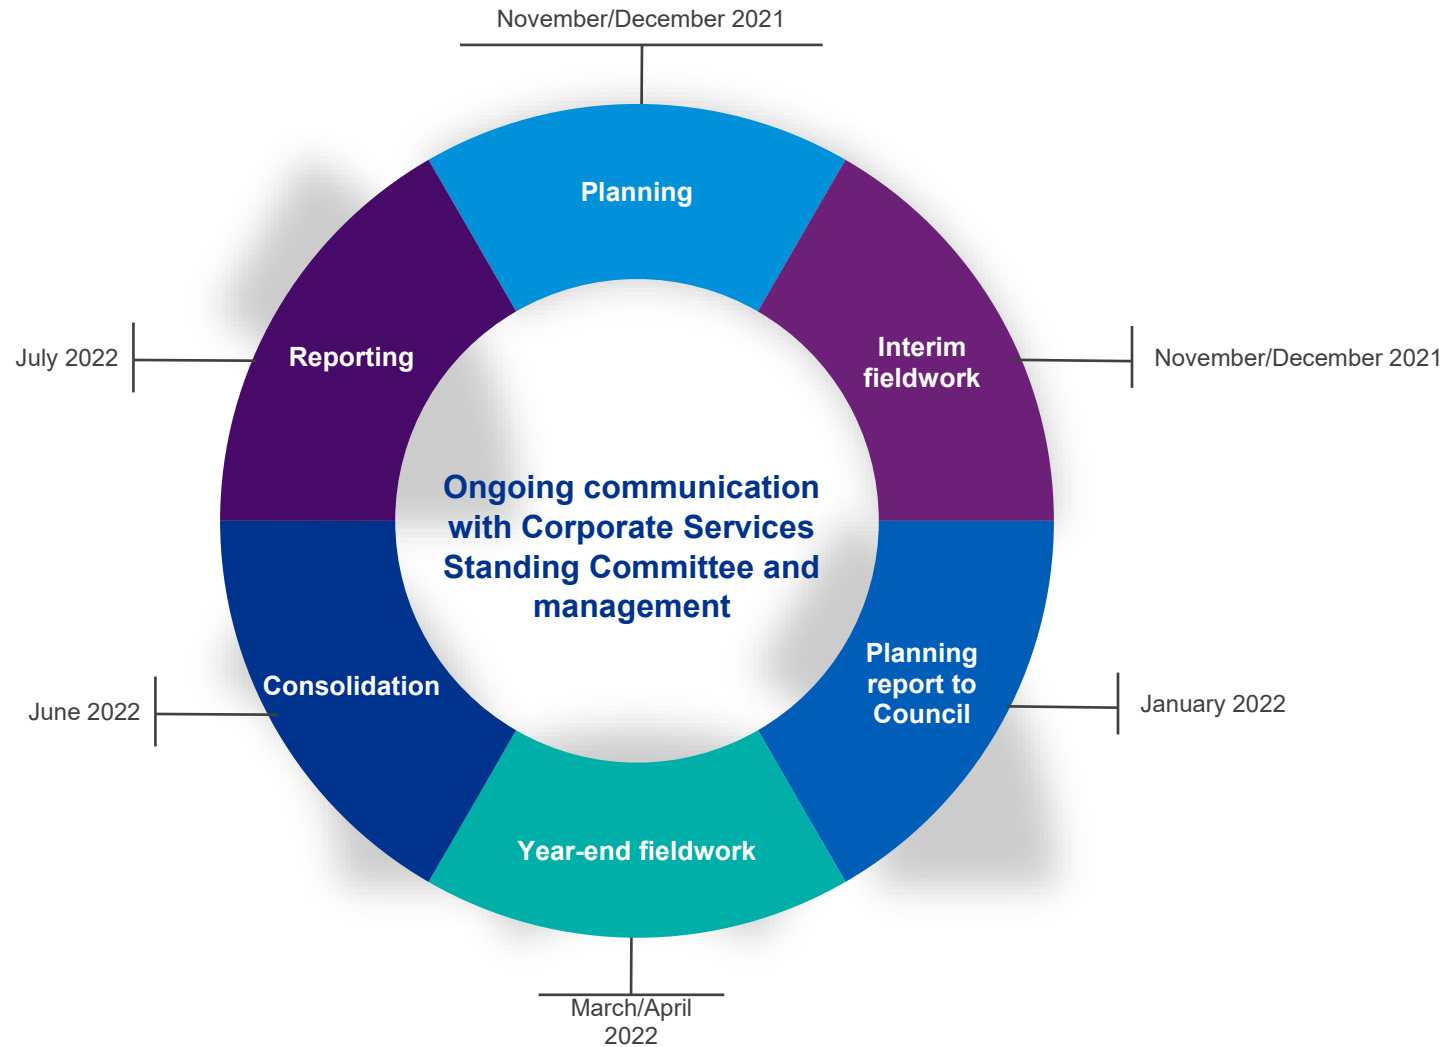 November/December 2021
Planning
Interim
fieldwork
November/December 2021
Planning
report to
Council
January 2022
Year-end fieldwork
March/April
2022
Consolidation
June 2022
Reporting
July 2022
Ongoing communication
with Corporate Services
Standing Committee and
management